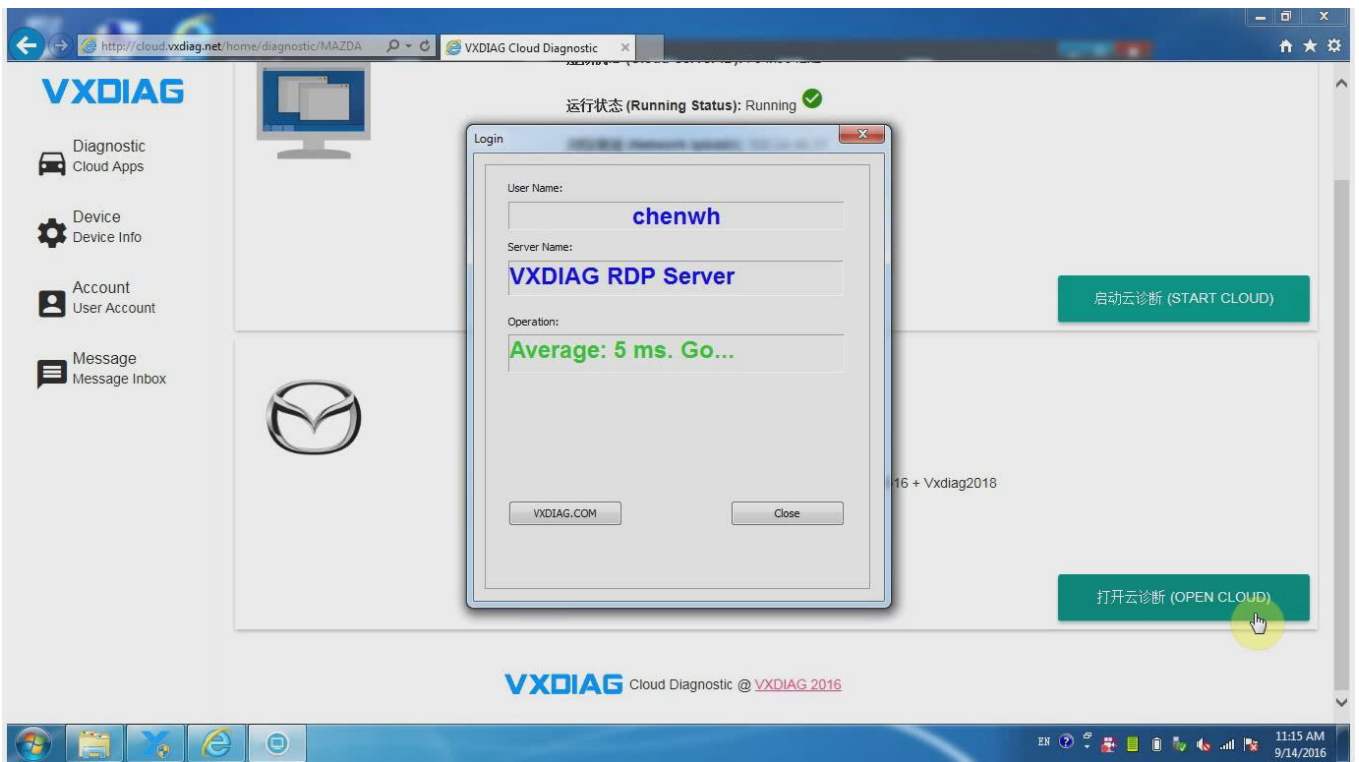 http://cloud.vxdiag.net/home/diagnostic/MAZDA
VXDIAG Cloud Diagnostic
VXDIAG
运行状态 (Running Status): Running
Diagnostic
Cloud Apps
Device
Device Info
Account
User Account
Message
Message Inbox
Login
User Name:
chenwh
Server Name:
VXDIAG RDP Server
Operation:
Average: 5 ms. Go...
VXDIAG.COM
Close
启动云诊断 (START CLOUD)
16 + Vxdiag2018
打开云诊断 (OPEN CLOUD)
VXDIAG Cloud Diagnostic @ VXDIAG 2016
EN
11:15 AM
9/14/2016